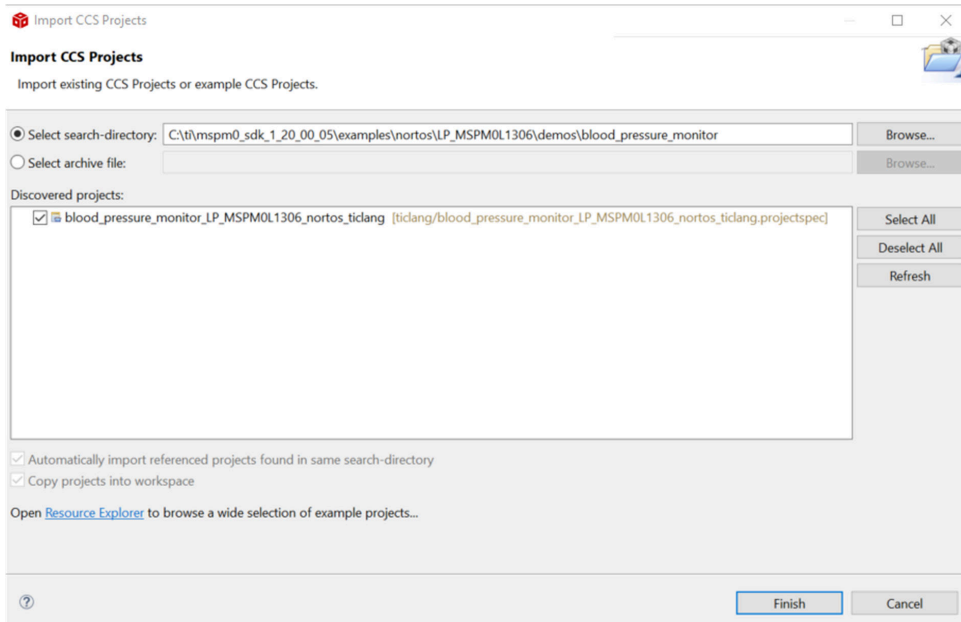 Import CCS Projects
Import CCS Projects
Import existing CCS Projects or example CCS Projects.
Select search-directory: C:\ti\mspm0_sdk_1_20_00_05\examples\nortos\LP_MSPM0L1306\demos\blood_pressure_monitor Browse...
Select archive file: Browse...
Discovered projects:
blood_pressure_monitor_LP_MSPM0L1306_nortos_ticlang [ticlang/blood_pressure_monitor_LP_MSPM0L1306_nortos_ticlang.projectspec] Select All
Deselect All
Refresh
Automatically import referenced projects found in same search-directory
Copy projects into workspace
Open Resource Explorer to browse a wide selection of example projects...
? Finish Cancel